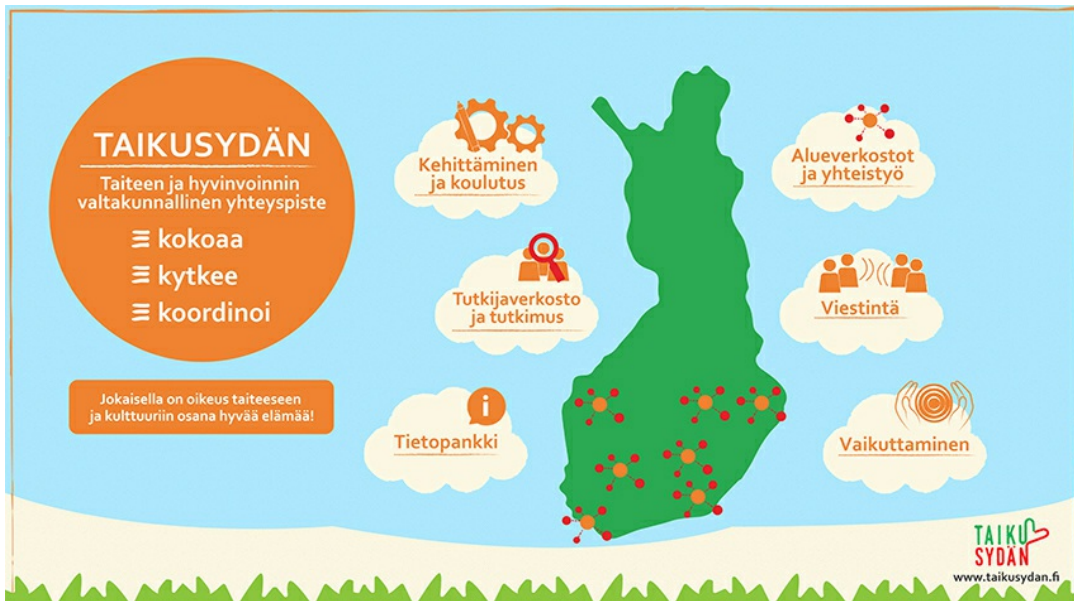 TAIKUSYDÄN
Taiteen ja hyvinvoinnin
valtakunnallinen yhteyspiste
kokoaa
kytkee
koordinoi
Jokaisella on oikeus taiteeseen
ja kulttuuriin osana hyvää elämää!
Kehittäminen
ja koulutus
Tutkijaverkosto
ja tutkimus
i
Tietopankki
Alueverkostot
ja yhteistyö
Viestintä
Vaikuttaminen
TAIKU
SYDÄN
www.taikusydan.fi